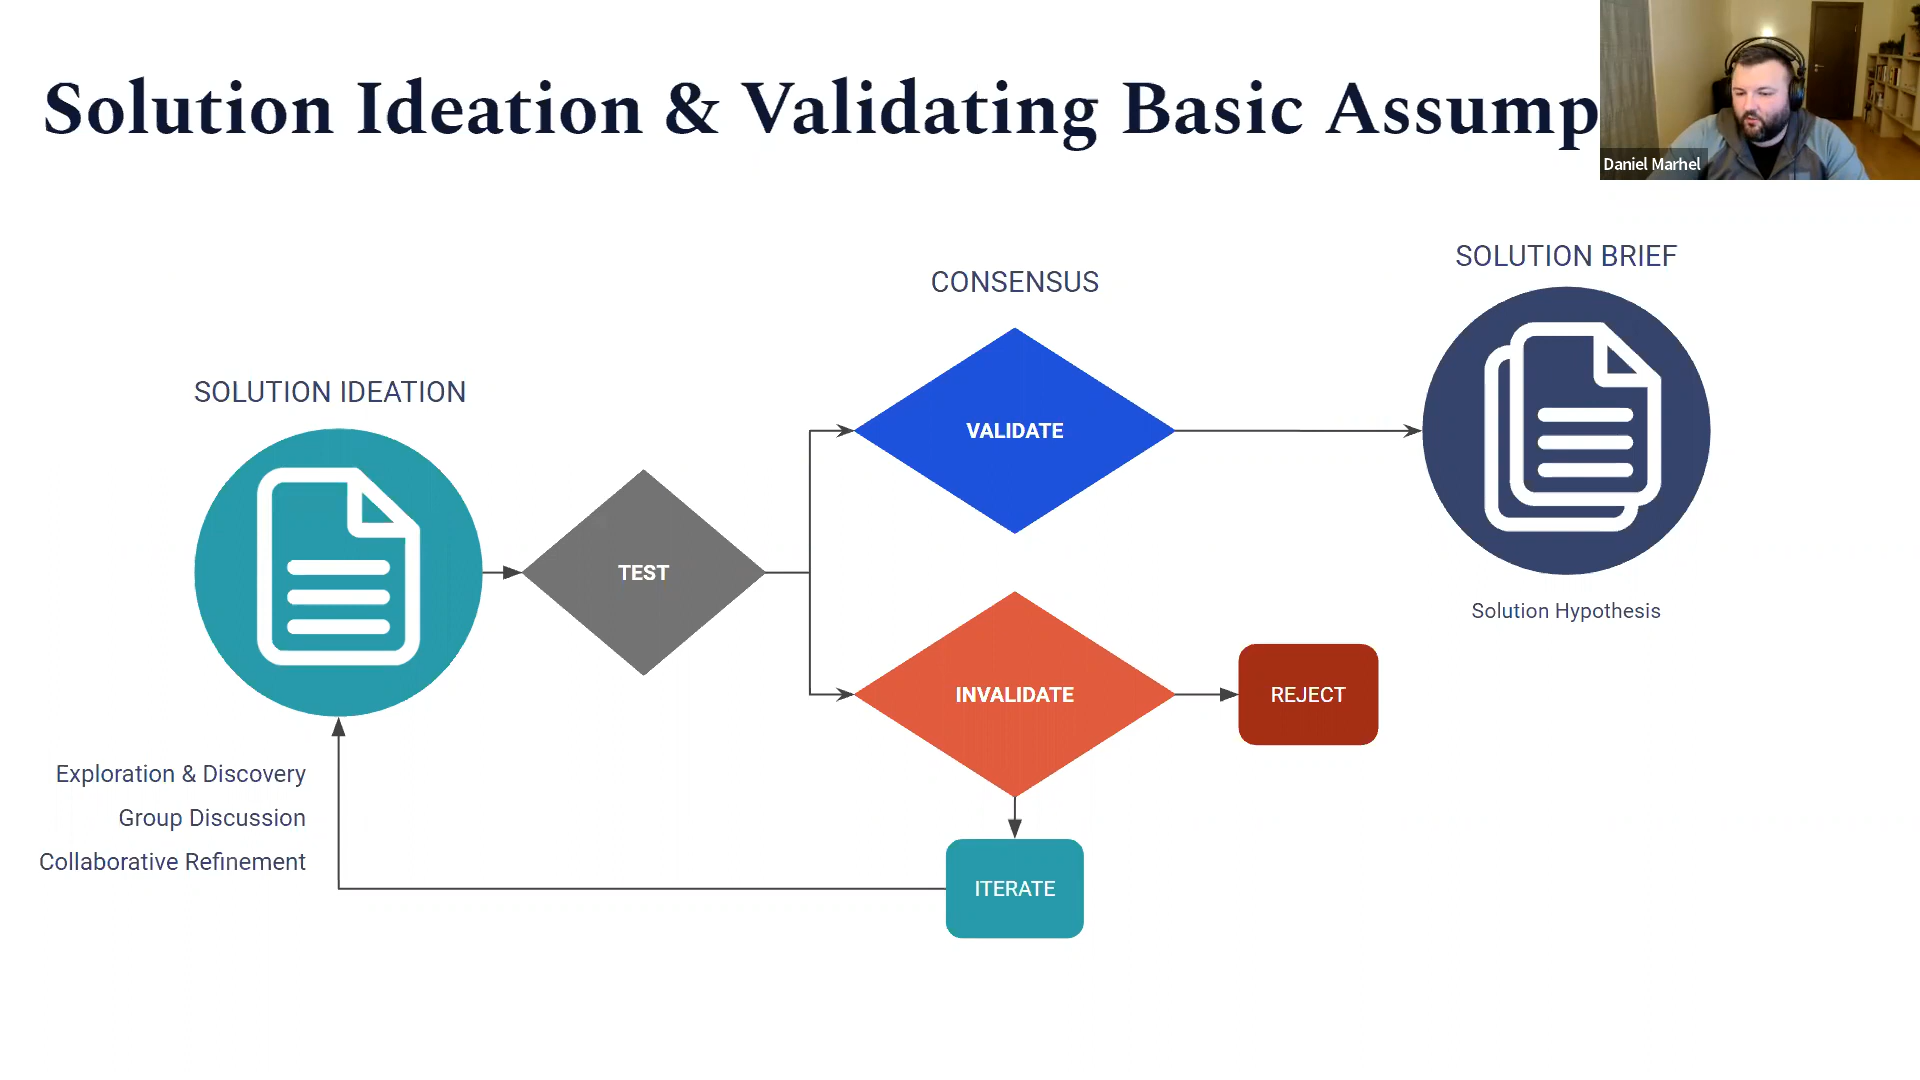 Solution Ideation & Validating Basic Assump
Daniel Marhel
SOLUTION BRIEF
CONSENSUS
SOLUTION IDEATION
VALIDATE
TEST
Solution Hypothesis
INVALIDATE
REJECT
Exploration & Discovery
Group Discussion
Collaborative Refinement
ITERATE